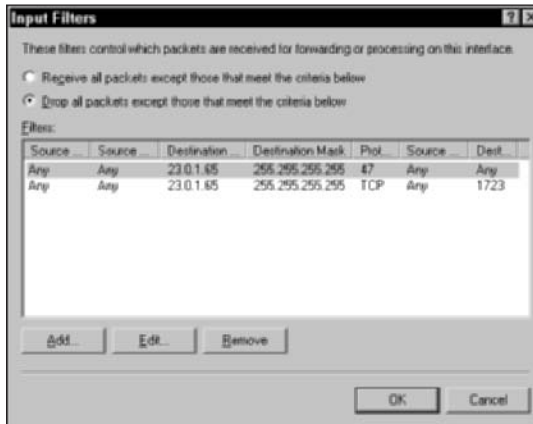 Input Filters
These filters control which packets are received for forwarding or processing on this interface.
Receive all packets except those that meet the criteria below
Drop all packets except those that meet the criteria below
Filters:
Source ... Source ... Destination ... Destination Mask Prot... Source ... Dest...
Any Any 23.0.1.65 255.255.255.255 47 Any Any
Any Any 23.0.1.65 255.255.255.255 TCP Any 1723
Add... Edit... Remove
OK Cancel